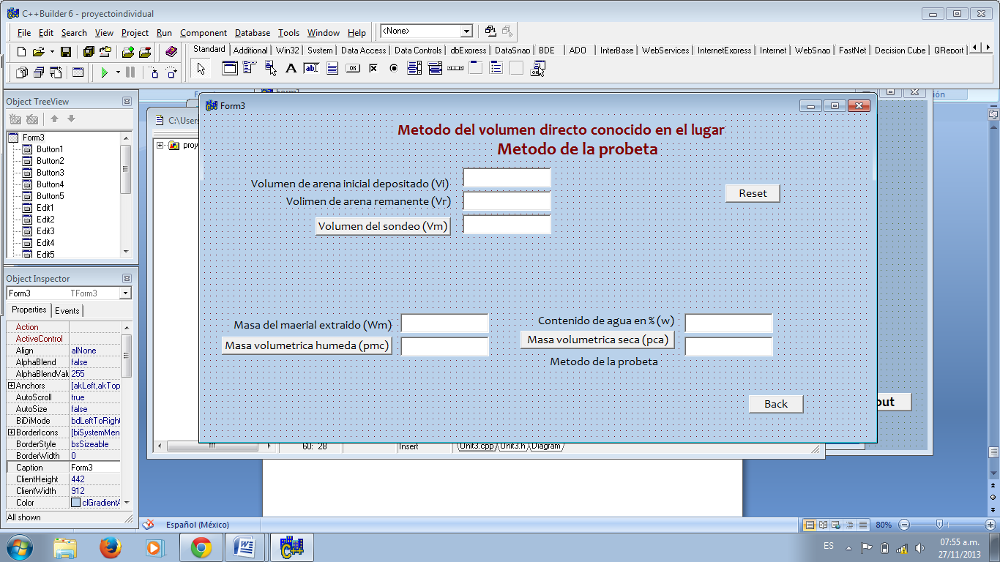 C++Builder 6 - proyectoindividual
File Edit Search View Project Run Component Database Tools Window Help
<None>
Standard Additional Win32 System Data Access Data Controls dbExpress DataSnap BDE ADO InterBase WebServices InternetExpress Internet WebSnap FastNet Decision Cube QReport
Object TreeView
Form3
Button1
Button2
Button3
Button4
Button5
Edit1
Edit2
Edit3
Edit4
Edit5
Object Inspector
Form3 TForm3
Properties Events
Action
ActiveControl
Align alNone
AlphaBlend false
AlphaBlendValu 255
Anchors [akLeft,akTop
AutoScroll true
AutoSize false
BiDiMode bdLeftToRigh
BorderIcons [biSystemMen
BorderStyle bsSizeable
BorderWidth 0
Caption Form3
ClientHeight 442
ClientWidth 912
Color clGradientA
All shown
Form1
ión
C:\Users
proy
Form3
Metodo del volumen directo conocido en el lugar
Metodo de la probeta
Volumen de arena inicial depositado (Vi)
Volimen de arena remanente (Vr)
Volumen del sondeo (Vm)
Reset
Masa del maerial extraido (Wm)
Masa volumetrica humeda (pmc)
Contenido de agua en % (w)
Masa volumetrica seca (pca)
Metodo de la probeta
Back
out
60: 28 Insert Unit3.cpp Unit3.h Diagram
Español (México)
80%
ES
07:55 a.m.
27/11/2013